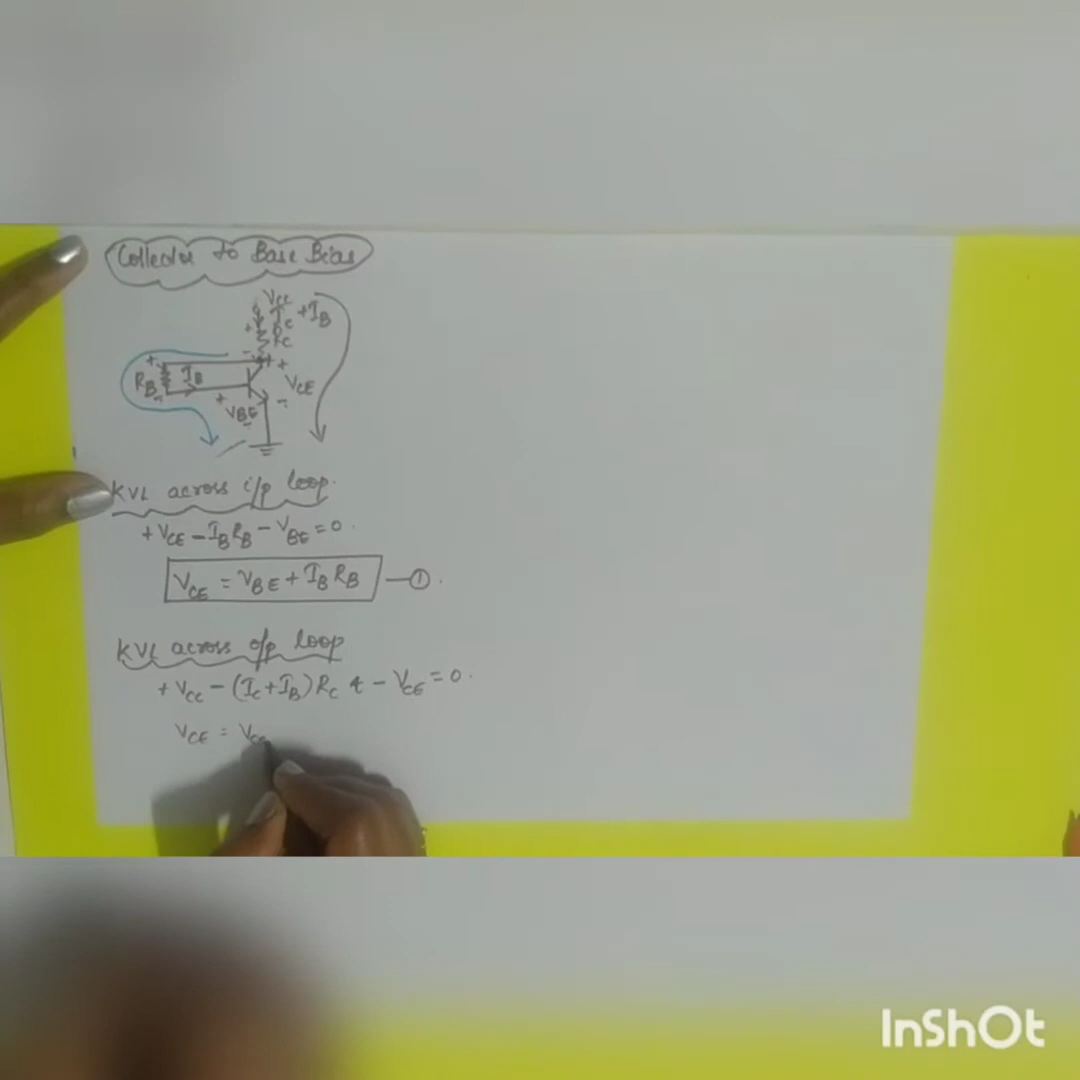 Collector to Base Bias
VCC
IC + IB
+ RC
-
+ +
RB IB
- VCE
+ VBE -
-
KVL across i/p loop.
+VCE - IBRB - VBE = 0.
VCE = VBE + IBRB — ①.
KVL across o/p loop
+ VCC - (IC + IB) RC - VCE = 0.
VCE = VCC
InShOt